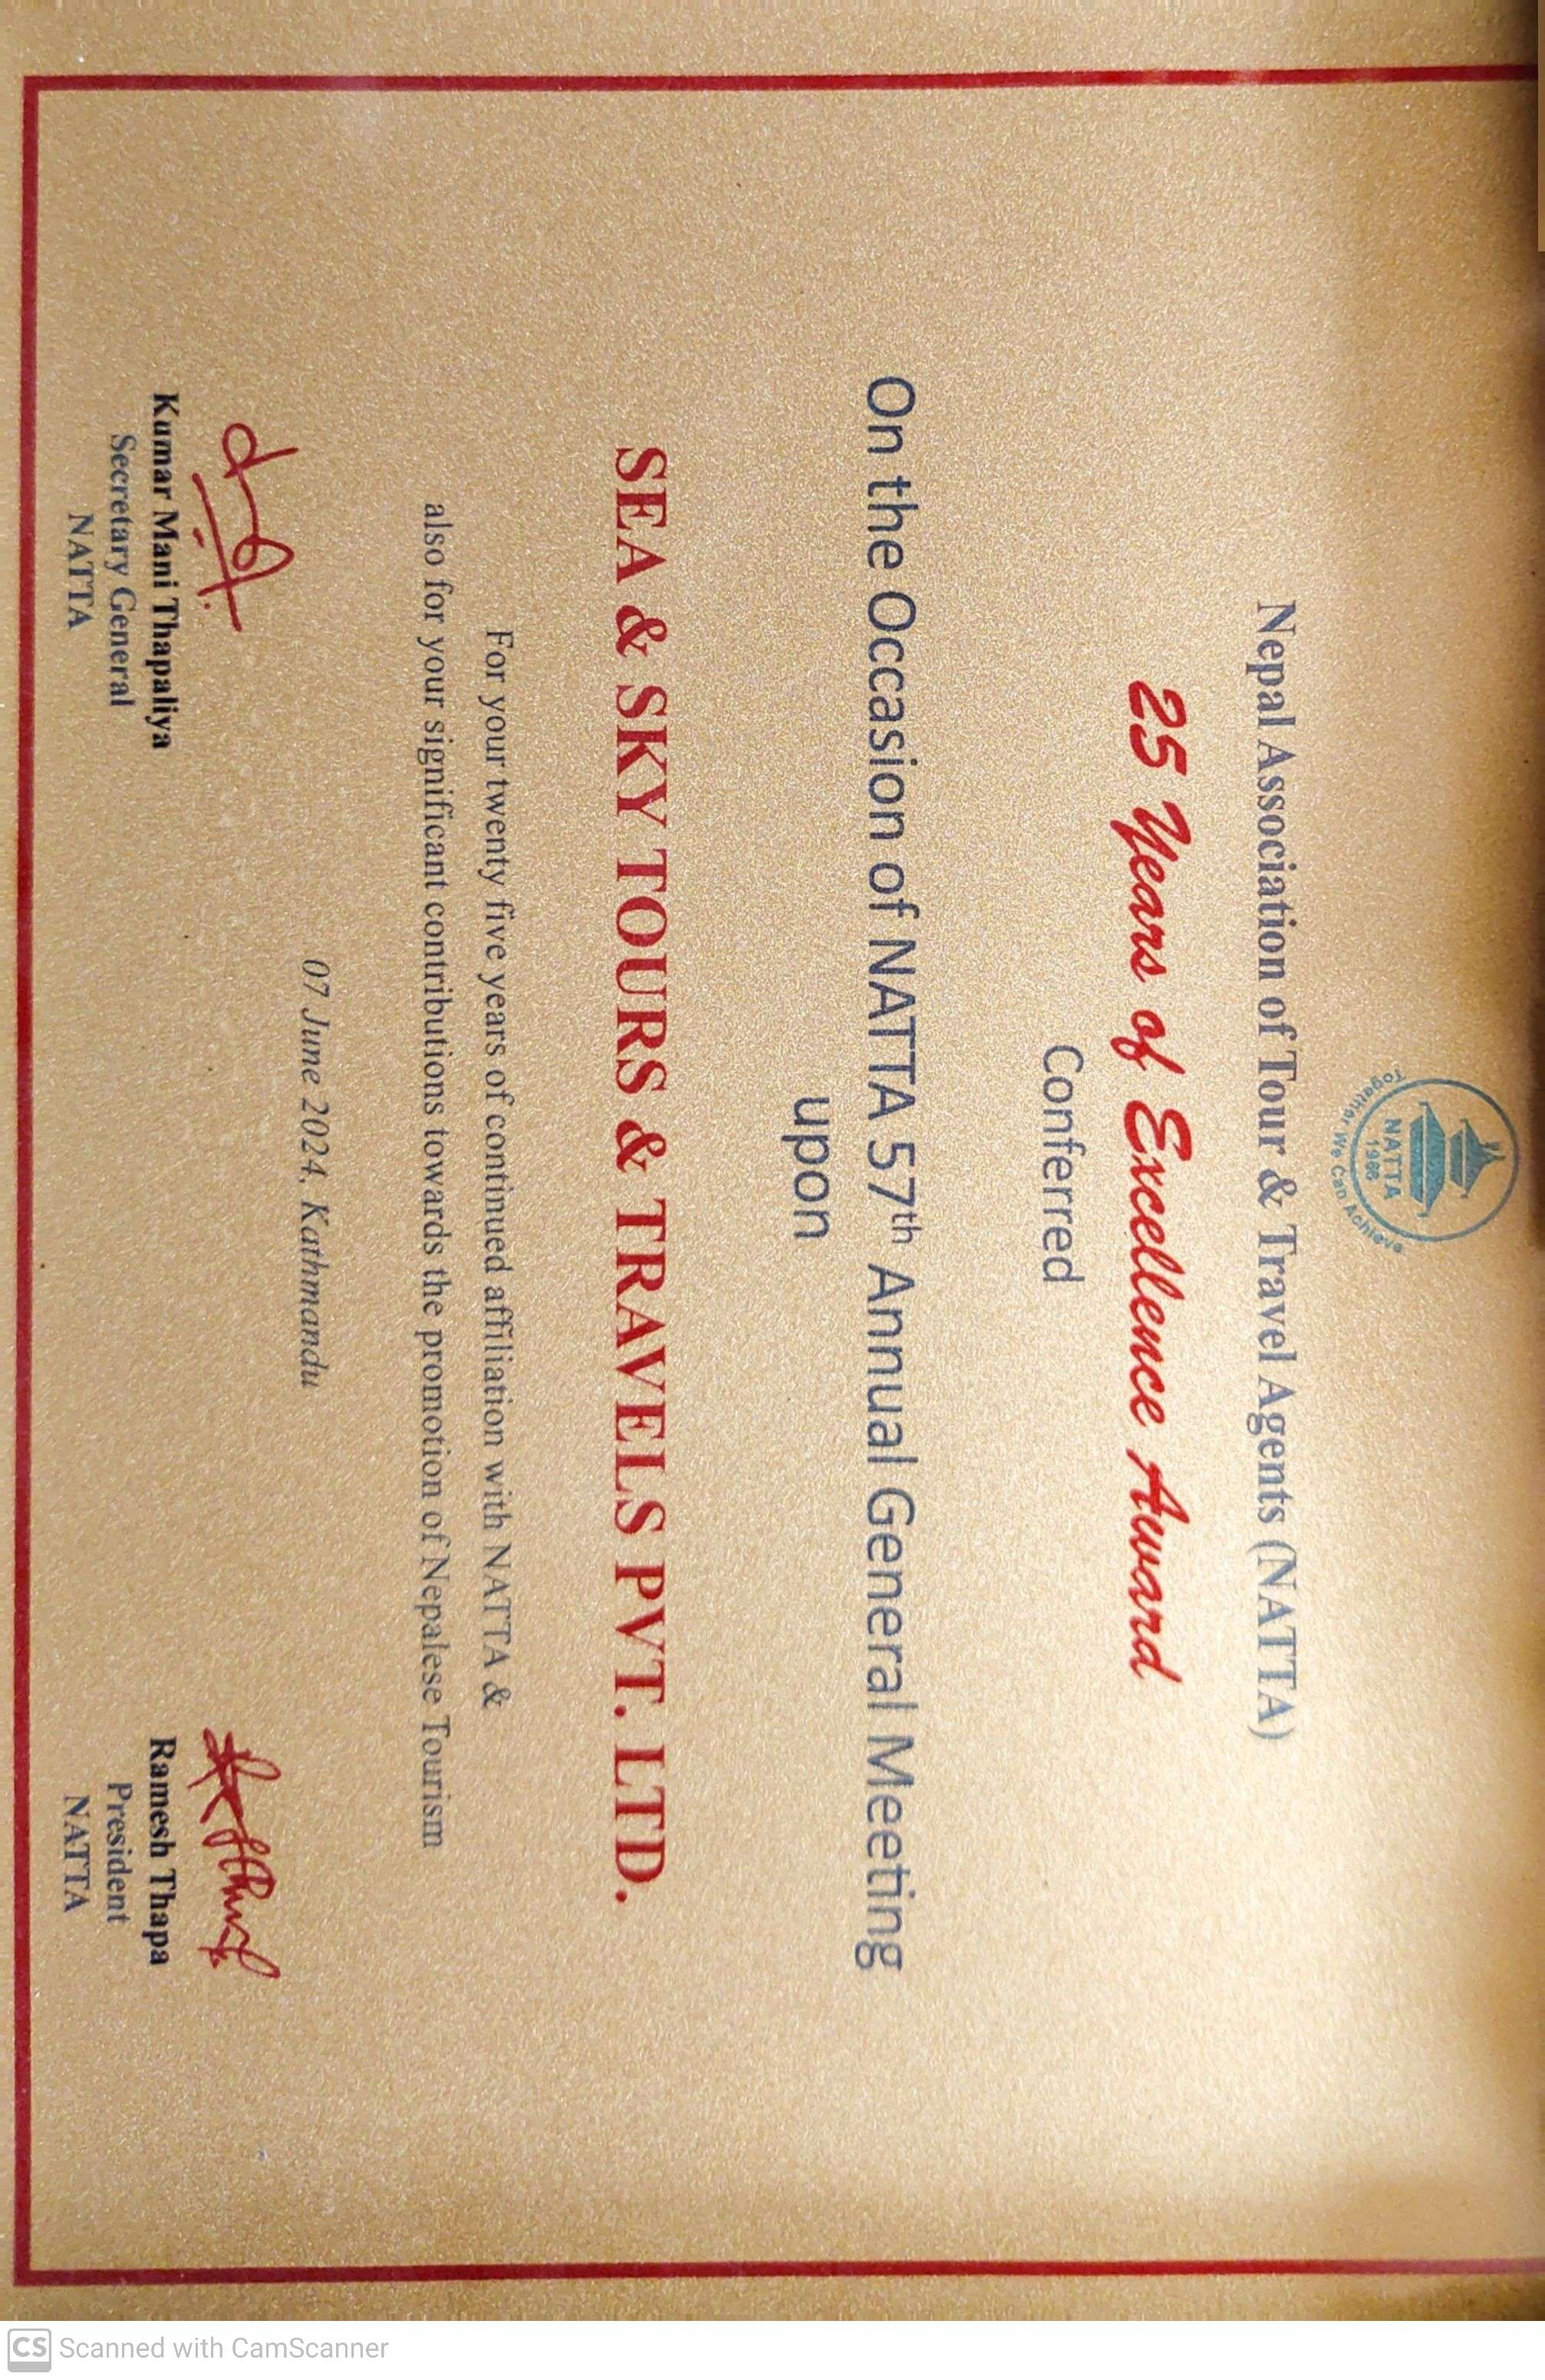 NATTA
1966
Together We Can Achieve
Nepal Association of Tour & Travel Agents (NATTA)
25 Years of Excellence Award
Conferred
On the Occasion of NATTA 57th Annual General Meeting
upon
SEA & SKY TOURS & TRAVELS PVT. LTD.
For your twenty five years of continued affiliation with NATTA &
also for your significant contributions towards the promotion of Nepalese Tourism
07 June 2024, Kathmandu
Kumar Mani Thapaliya
Secretary General
NATTA
Ramesh Thapa
President
NATTA
CS Scanned with CamScanner